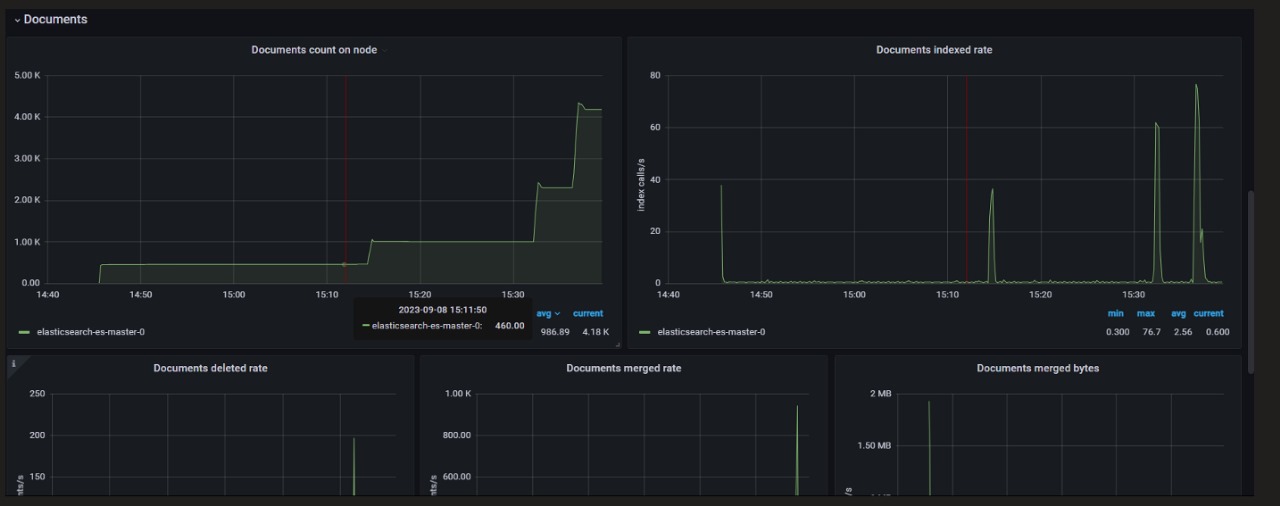 Documents
Documents count on node
5.00 K
4.00 K
3.00 K
2.00 K
1.00 K
0.00
14:40 14:50 15:00 15:10 15:20 15:30
2023-09-08 15:11:50
elasticsearch-es-master-0: 460.00
avg current
elasticsearch-es-master-0 986.89 4.18 K
Documents indexed rate
index calls/s
80
60
40
20
0
14:40 14:50 15:00 15:10 15:20 15:30
min max avg current
elasticsearch-es-master-0 0.300 76.7 2.56 0.600
i
Documents deleted rate
250
200
150
Documents merged rate
1.00 K
800.00
600.00
Documents merged bytes
2 MB
1.50 MB